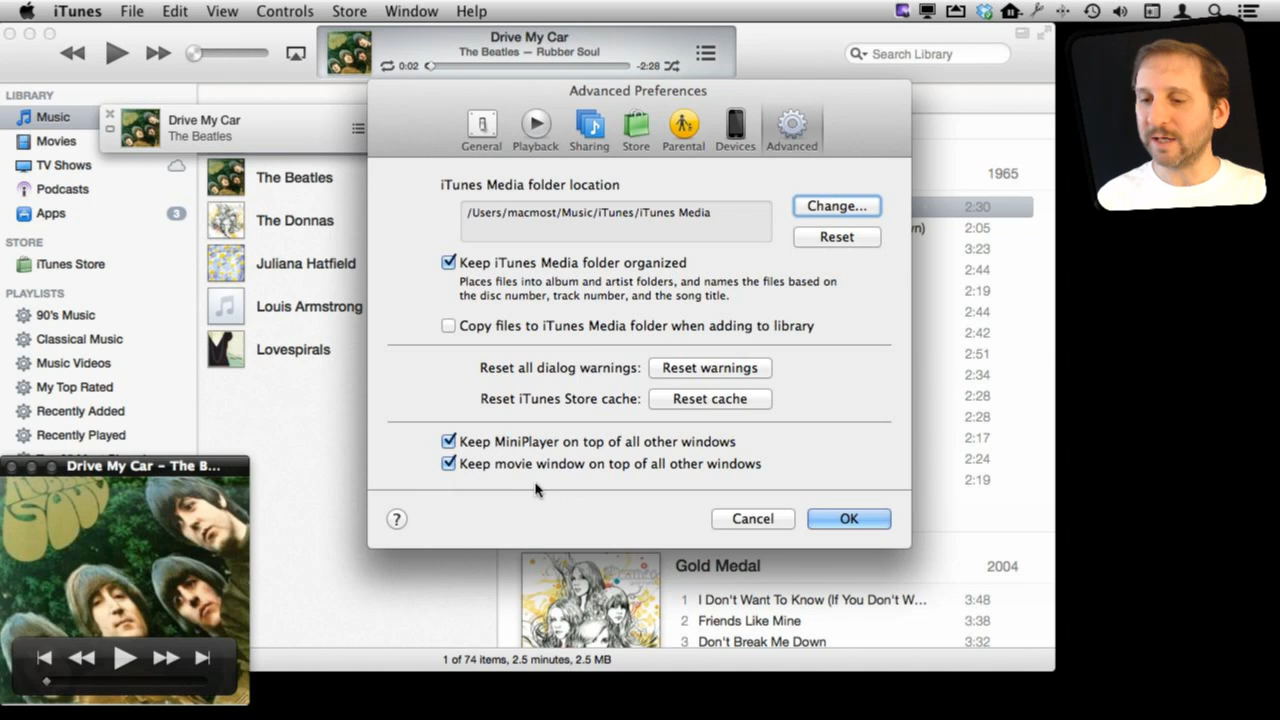 iTunes File Edit View Controls Store Window Help
Drive My Car
The Beatles — Rubber Soul
0:02
-2:28
Search Library
LIBRARY
Music
Movies
TV Shows
Podcasts
Apps
3
STORE
iTunes Store
PLAYLISTS
90's Music
Classical Music
Music Videos
My Top Rated
Recently Added
Recently Played
Drive My Car
The Beatles
The Beatles
The Donnas
Juliana Hatfield
Louis Armstrong
Lovespirals
Advanced Preferences
General Playback Sharing Store Parental Devices Advanced
iTunes Media folder location
/Users/macmost/Music/iTunes/iTunes Media
Change...
Reset
Keep iTunes Media folder organized
Places files into album and artist folders, and names the files based on
the disc number, track number, and the song title.
Copy files to iTunes Media folder when adding to library
Reset all dialog warnings: Reset warnings
Reset iTunes Store cache: Reset cache
Keep MiniPlayer on top of all other windows
Keep movie window on top of all other windows
?
Cancel OK
1965
2:30
2:05
3:23
2:44
2:19
2:44
2:42
2:51
2:34
2:28
2:28
2:17
2:24
2:19
Gold Medal 2004
1 I Don't Want To Know (If You Don't W... 3:48
2 Friends Like Mine 3:38
3 Don't Break Me Down 3:32
1 of 74 items, 2.5 minutes, 2.5 MB
Drive My Car – The B...